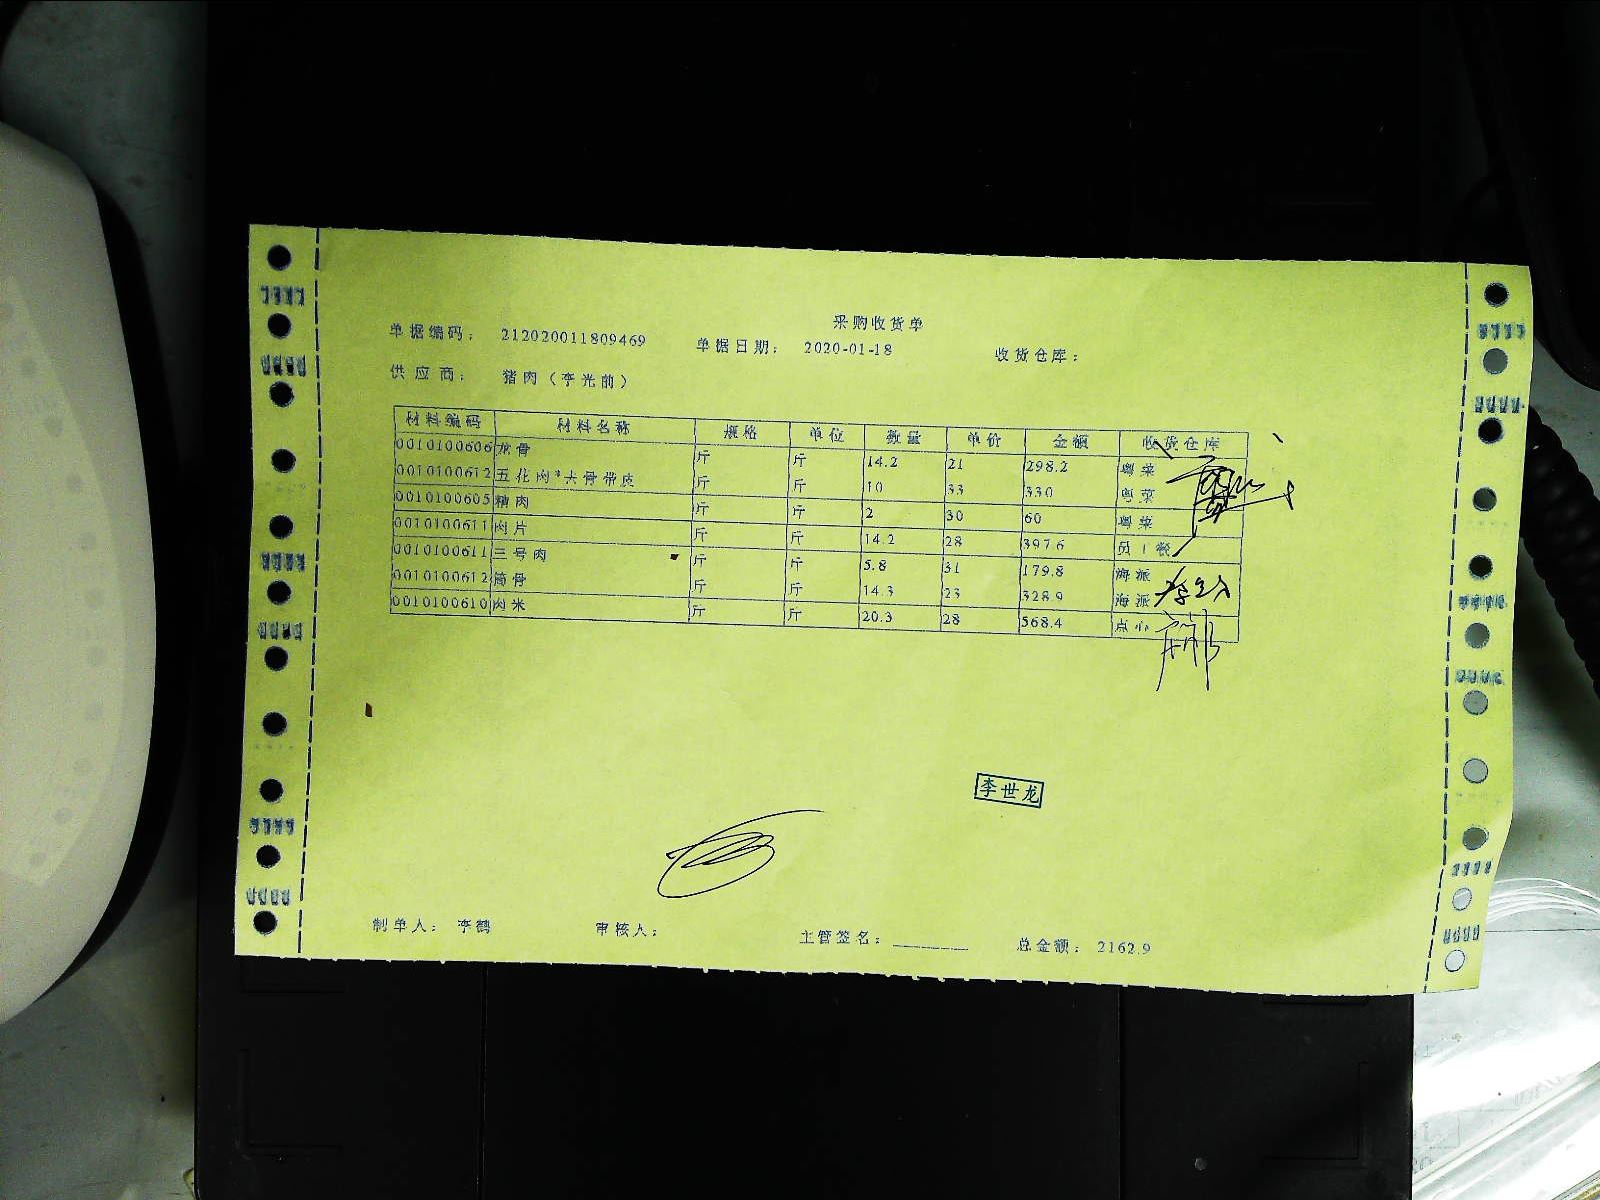 采购收货单
单据编码： 212020011809469 单据日期： 2020-01-18 收货仓库：
供应商： 猪肉（李光前）
材料编码 材料名称 规格 单位 数量 单价 金额 收货仓库
0010100606 龙骨 斤 斤 14.2 21 298.2 粤菜
0010100612 五花肉*去骨带皮 斤 斤 10 33 330 粤菜
0010100605 精肉 斤 斤 2 30 60 粤菜
0010100611 肉片 斤 斤 14.2 28 397.6 员工餐
0010100611 三号肉 斤 斤 5.8 31 179.8 海派
0010100612 筒骨 斤 斤 14.3 23 328.9 海派
0010100610 肉米 斤 斤 20.3 28 568.4 点心
李世龙
制单人： 李鹤 审核人： 主管签名： 总金额： 2162.9